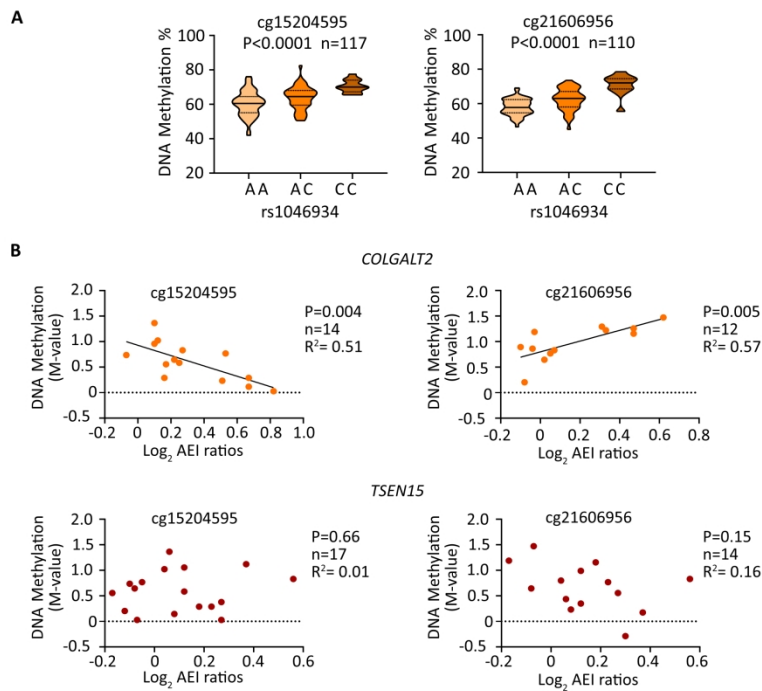 A
cg15204595
P<0.0001 n=117
DNA Methylation %
100
80
60
40
20
AA AC CC
rs1046934
cg21606956
P<0.0001 n=110
DNA Methylation %
100
80
60
40
20
AA AC CC
rs1046934
B
COLGALT2
cg15204595
P=0.004
n=14
R²= 0.51
DNA Methylation
(M-value)
2.0
1.5
1.0
0.5
0
-0.5
-0.2 0 0.2 0.4 0.6 0.8 1.0
Log₂ AEI ratios
cg21606956
P=0.005
n=12
R²= 0.57
DNA Methylation
(M-value)
2.0
1.5
1.0
0.5
0
-0.5
-0.2 0 0.2 0.4 0.6 0.8
Log₂ AEI ratios
TSEN15
cg15204595
P=0.66
n=17
R²= 0.01
DNA Methylation
(M-value)
2.0
1.5
1.0
0.5
0
-0.5
-0.2 0 0.2 0.4 0.6
Log₂ AEI ratios
cg21606956
P=0.15
n=14
R²= 0.16
DNA Methylation
(M-value)
2.0
1.5
1.0
0.5
0
-0.5
-0.2 0 0.2 0.4 0.6
Log₂ AEI ratios